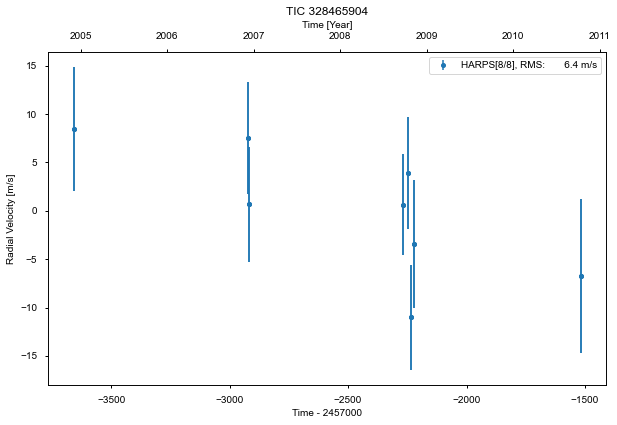 TIC 328465904
Time [Year]
2005 2006 2007 2008 2009 2010 2011
HARPS[8/8], RMS: 6.4 m/s
Radial Velocity [m/s]
15
10
5
0
−5
−10
−15
−3500 −3000 −2500 −2000 −1500
Time - 2457000